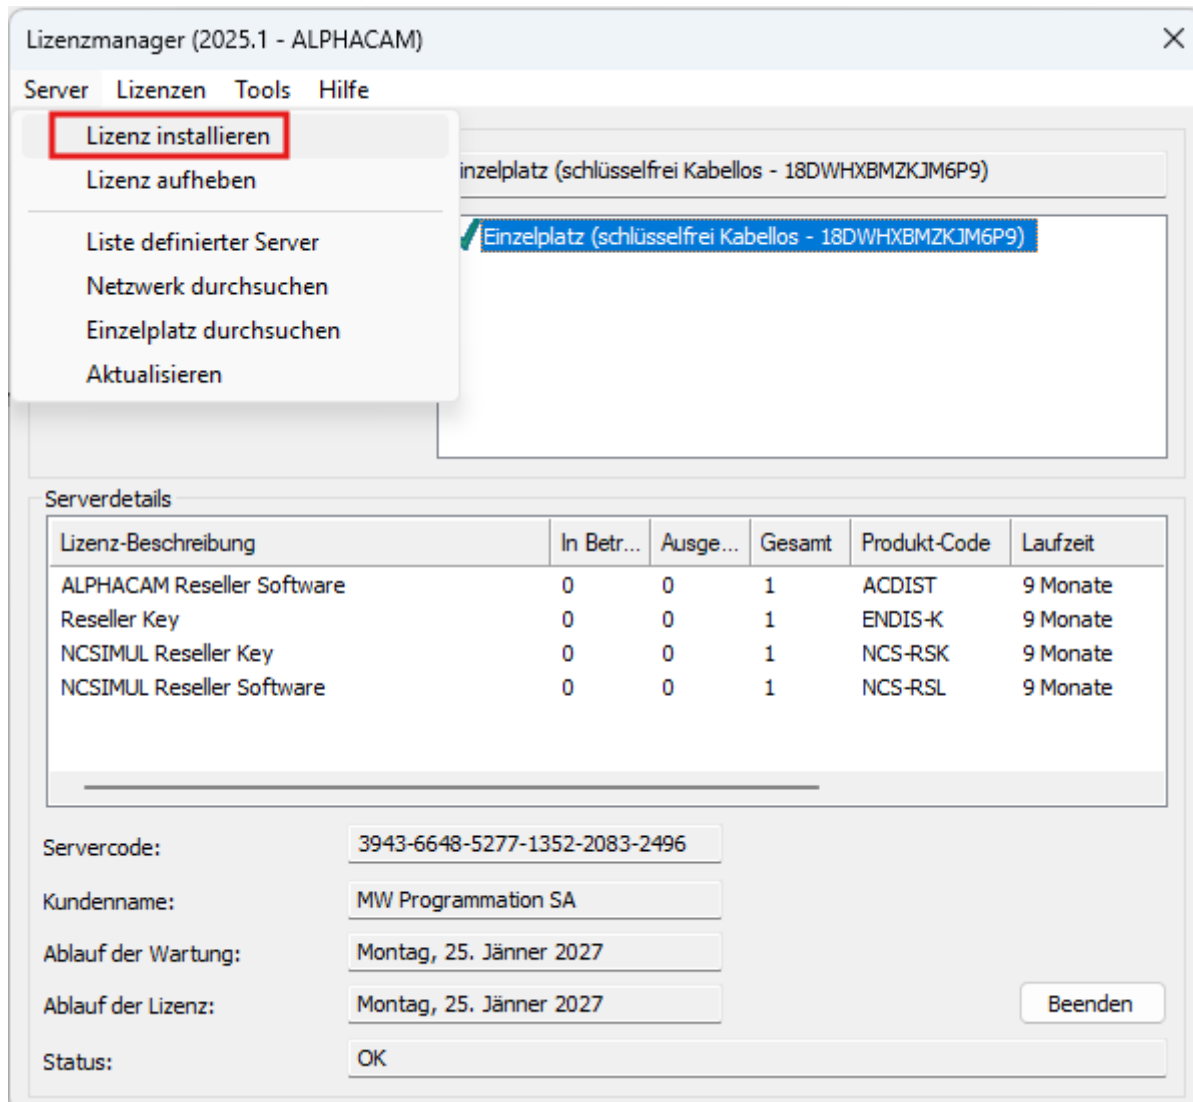 Lizenzmanager (2025.1 - ALPHACAM)
Server Lizenzen Tools Hilfe
Lizenz installieren
Lizenz aufheben
Liste definierter Server
Netzwerk durchsuchen
Einzelplatz durchsuchen
Aktualisieren
inzelplatz (schlüsselfrei Kabellos - 18DWHXBMZKJM6P9)
Einzelplatz (schlüsselfrei Kabellos - 18DWHXBMZKJM6P9)
Serverdetails
Lizenz-Beschreibung In Betr... Ausge... Gesamt Produkt-Code Laufzeit
ALPHACAM Reseller Software 0 0 1 ACDIST 9 Monate
Reseller Key 0 0 1 ENDIS-K 9 Monate
NCSIMUL Reseller Key 0 0 1 NCS-RSK 9 Monate
NCSIMUL Reseller Software 0 0 1 NCS-RSL 9 Monate
Servercode: 3943-6648-5277-1352-2083-2496
Kundenname: MW Programmation SA
Ablauf der Wartung: Montag, 25. Jänner 2027
Ablauf der Lizenz: Montag, 25. Jänner 2027
Beenden
Status: OK